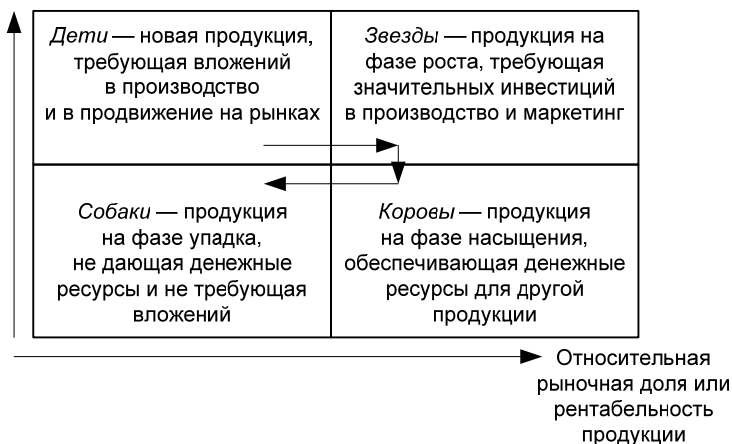 Дети — новая продукция,
требующая вложений
в производство
и в продвижение на рынках
Звезды — продукция на
фазе роста, требующая
значительных инвестиций
в производство и маркетинг
Собаки — продукция
на фазе упадка,
не дающая денежные
ресурсы и не требующая
вложений
Коровы — продукция
на фазе насыщения,
обеспечивающая денежные
ресурсы для другой
продукции
Относительная
рыночная доля или
рентабельность
продукции